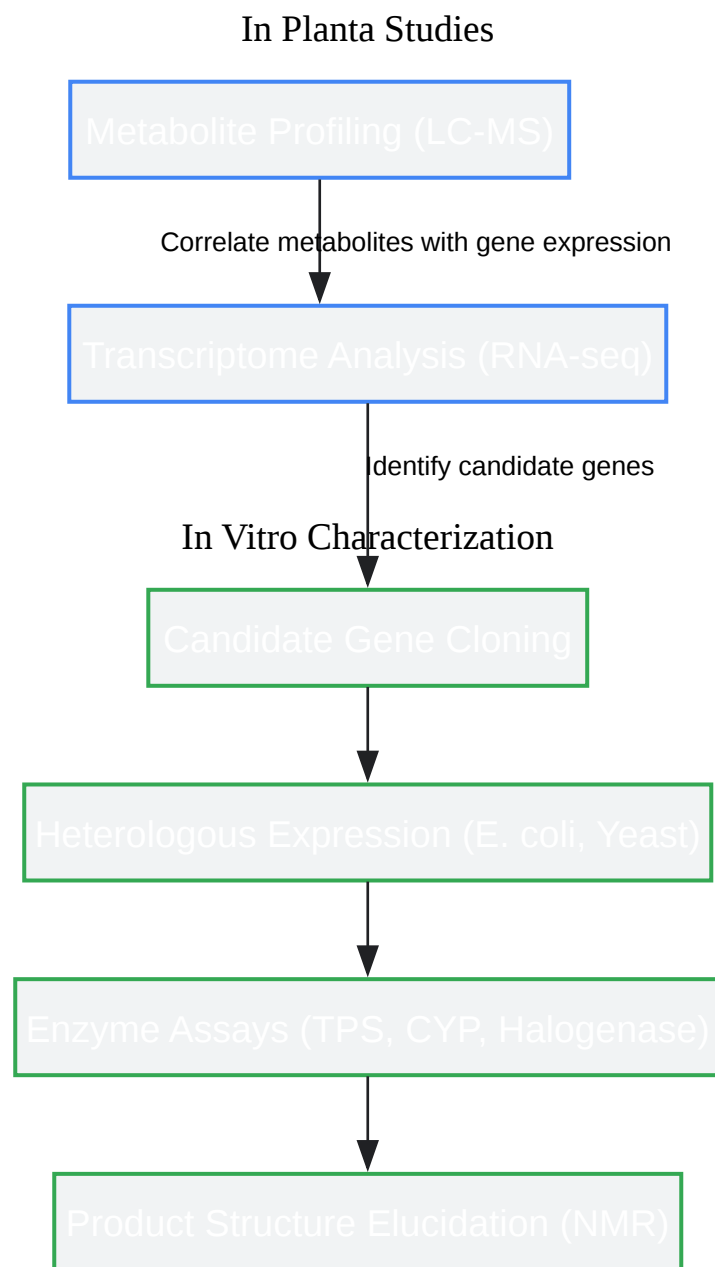 In Planta Studies
Metabolite Profiling (LC-MS)
Correlate metabolites with gene expression
Transcriptome Analysis (RNA-seq)
Identify candidate genes
In Vitro Characterization
Candidate Gene Cloning
Heterologous Expression (E. coli, Yeast)
Enzyme Assays (TPS, CYP, Halogenase)
Product Structure Elucidation (NMR)